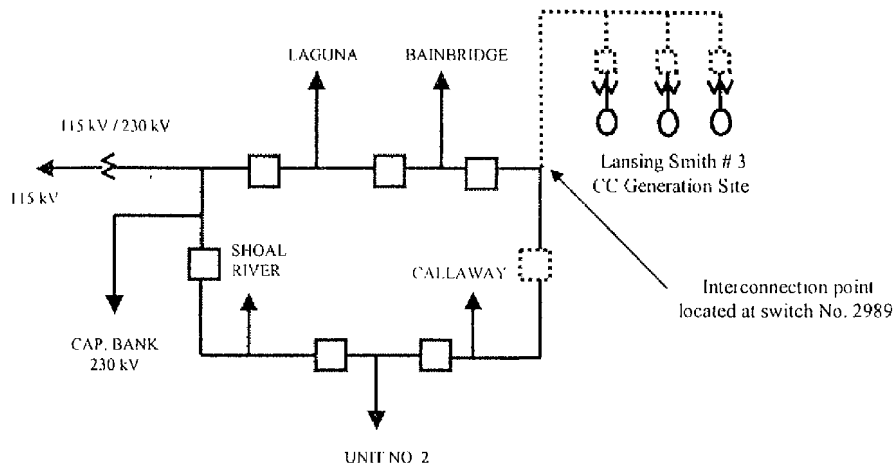 LAGUNA
BAINBRIDGE
115 kV / 230 kV
115 kV
Lansing Smith # 3
CC Generation Site
SHOAL
RIVER
CALLAWAY
Interconnection point
located at switch No. 2989
CAP. BANK
230 kV
UNIT NO. 2